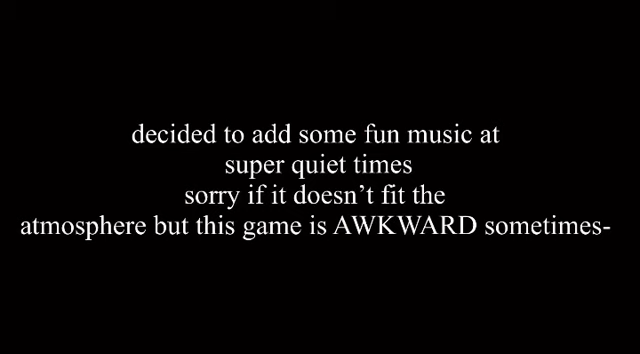 decided to add some fun music at
super quiet times
sorry if it doesn’t fit the
atmosphere but this game is AWKWARD sometimes-